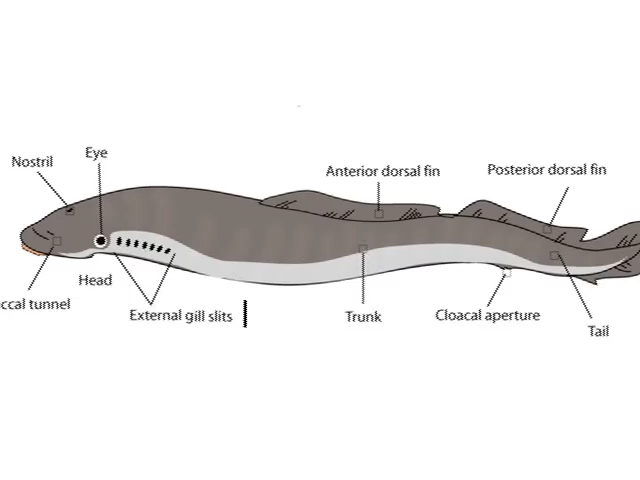 Eye
Nostril
Anterior dorsal fin
Posterior dorsal fin
Head
ccal tunnel
External gill slits
Trunk
Cloacal aperture
Tail